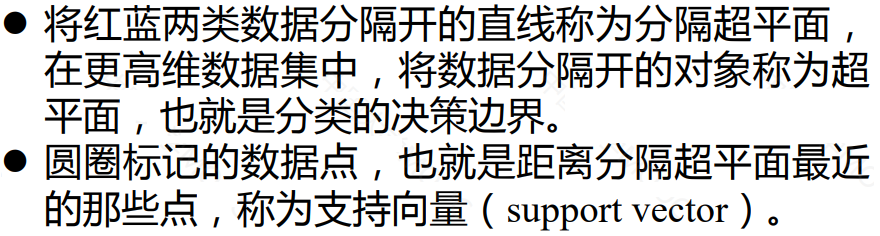 ● 将红蓝两类数据分隔开的直线称为分隔超平面，
在更高维数据集中，将数据分隔开的对象称为超
平面，也就是分类的决策边界。
● 圆圈标记的数据点，也就是距离分隔超平面最近
的那些点，称为支持向量（support vector）。